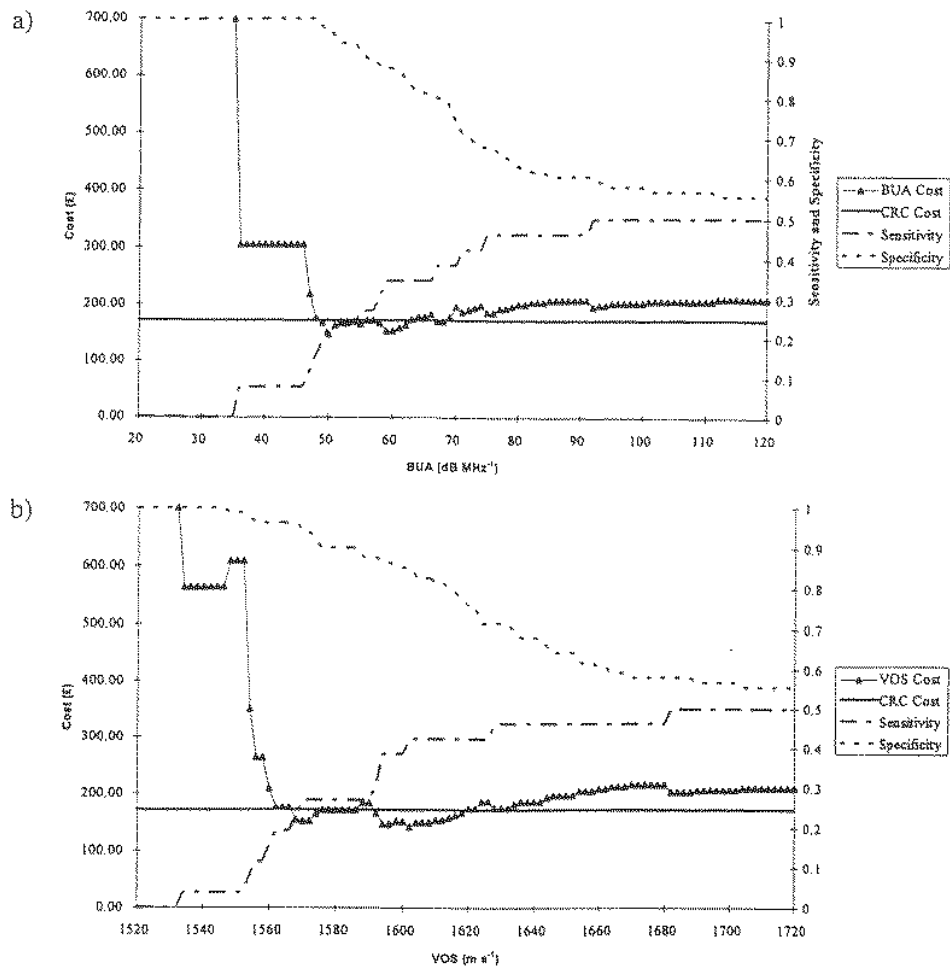 a)
700.00
600.00
500.00
400.00
300.00
200.00
100.00
0.00
Cost (£)
1
0.9
0.8
0.7
0.6
0.5
0.4
0.3
0.2
0.1
0
Sensitivity and Specificity
20 30 40 50 60 70 80 90 100 110 120
BUA (dB MHz-1)
BUA Cost
CRC Cost
Sensitivity
Specificity
b)
700.00
600.00
500.00
400.00
300.00
200.00
100.00
0.00
Cost (£)
1
0.9
0.8
0.7
0.6
0.5
0.4
0.3
0.2
0.1
0
1520 1540 1560 1580 1600 1620 1640 1660 1680 1700 1720
VOS (m s-1)
VOS Cost
CRC Cost
Sensitivity
Specificity